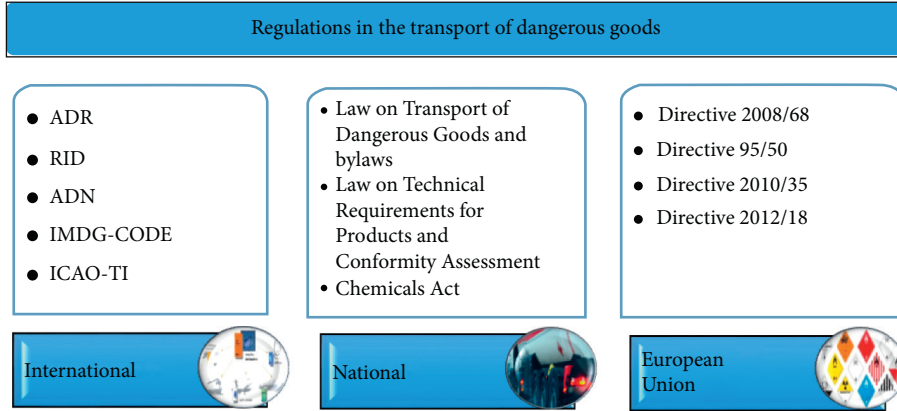 Regulations in the transport of dangerous goods
• ADR
• RID
• ADN
• IMDG-CODE
• ICAO-TI
International
• Law on Transport of
Dangerous Goods and
bylaws
• Law on Technical
Requirements for
Products and
Conformity Assessment
• Chemicals Act
National
• Directive 2008/68
• Directive 95/50
• Directive 2010/35
• Directive 2012/18
European
Union